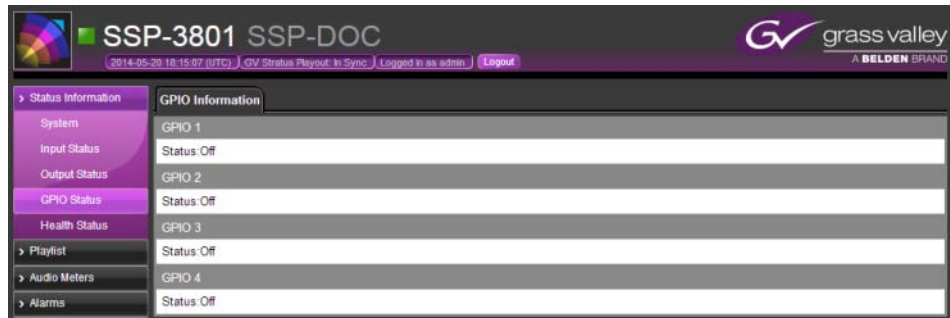 SSP-3801 SSP-DOC
2014-05-20 18:15:07 (UTC) GV Stratus Playout: In Sync Logged in as admin Logout
GV grass valley
A BELDEN BRAND
› Status Information
System
Input Status
Output Status
GPIO Status
Health Status
› Playlist
› Audio Meters
› Alarms
GPIO Information
GPIO 1
Status:Off
GPIO 2
Status:Off
GPIO 3
Status:Off
GPIO 4
Status:Off